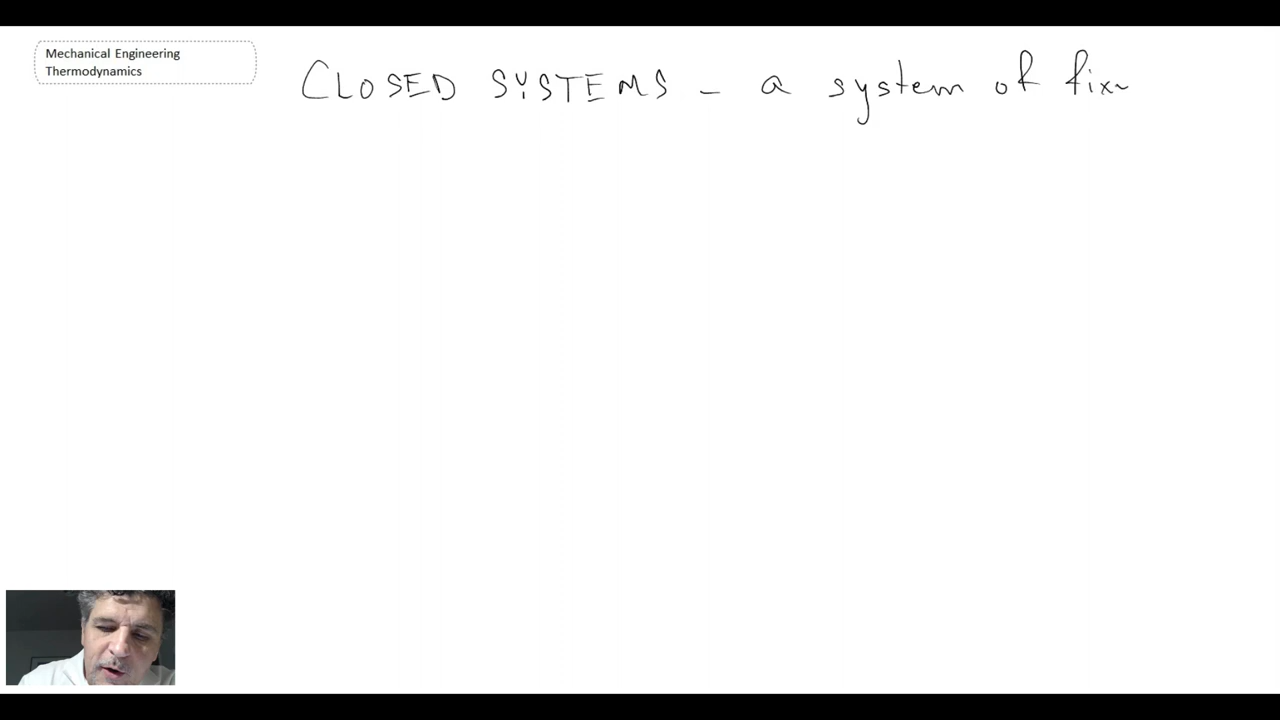 Mechanical Engineering
Thermodynamics
CLOSED SYSTEMS - a system of